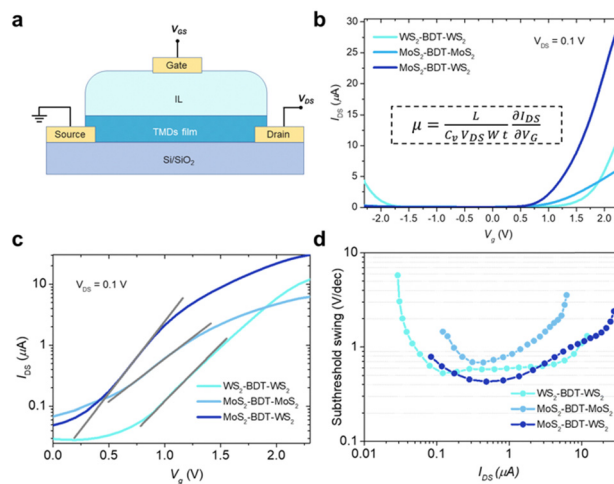 a
V_GS
Gate
IL
V_DS
Source
TMDs film
Drain
Si/SiO₂
b
I_DS (μA)
30
25
20
15
10
5
0
WS₂-BDT-WS₂
MoS₂-BDT-MoS₂
MoS₂-BDT-WS₂
V_DS = 0.1 V
μ = L / (C_v V_DS W t) ∂I_DS / ∂V_G
-2.0 -1.5 -1.0 -0.5 0.0 0.5 1.0 1.5 2.0
V_g (V)
c
I_DS (μA)
10
1
0.1
V_DS = 0.1 V
WS₂-BDT-WS₂
MoS₂-BDT-MoS₂
MoS₂-BDT-WS₂
0.0 0.5 1.0 1.5 2.0
V_g (V)
d
Subthreshold swing (V/dec)
10
1
0.1
WS₂-BDT-WS₂
MoS₂-BDT-MoS₂
MoS₂-BDT-WS₂
0.01 0.1 1 10
I_DS (μA)